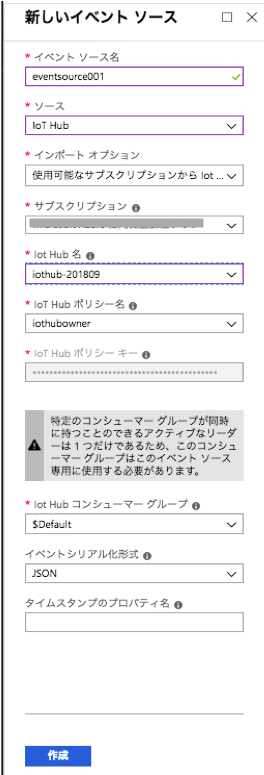 新しいイベント ソース
* イベント ソース名
eventsource001
* ソース
IoT Hub
* インポート オプション
使用可能なサブスクリプションから Iot ...
* サブスクリプション
* Iot Hub 名
iothub-201809
* IoT Hub ポリシー名
iothubowner
* IoT Hub ポリシー キー
特定のコンシューマー グループが同時
に持つことのできるアクティブなリーダ
ーは 1 つだけであるため、このコンシュ
ーマー グループはこのイベント ソース
専用に使用する必要があります。
* Iot Hub コンシューマー グループ
$Default
イベントシリアル化形式
JSON
タイムスタンプのプロパティ名
作成